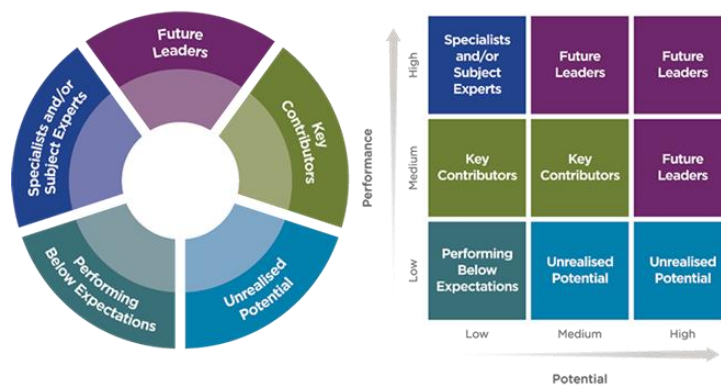 Future
Leaders
Key
Contributors
Unrealised
Potential
Performing
Below Expectations
Specialists and/or
Subject Experts
Performance
High
Specialists
and/or
Subject
Experts
Future
Leaders
Future
Leaders
Medium
Key
Contributors
Key
Contributors
Future
Leaders
Low
Performing
Below
Expectations
Unrealised
Potential
Unrealised
Potential
Low
Medium
High
Potential